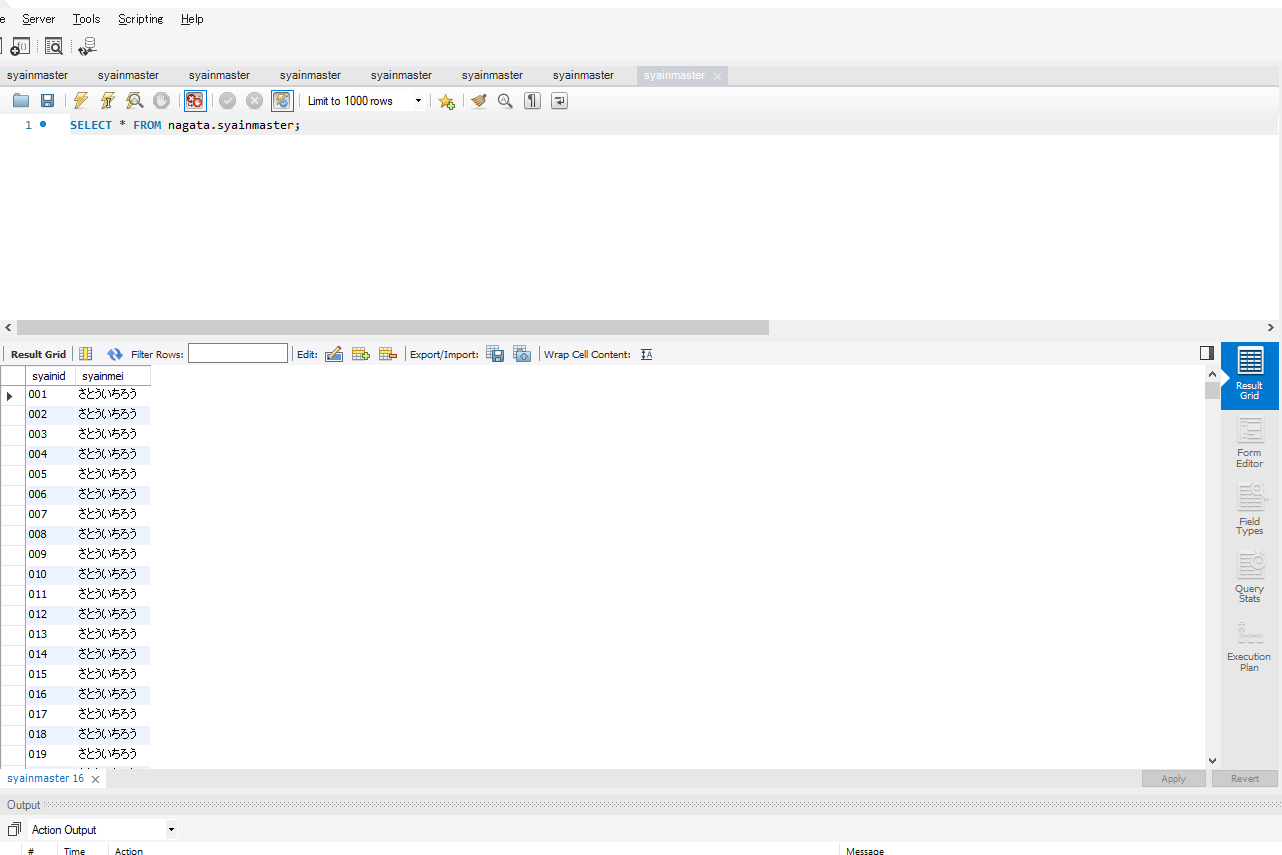 e Server Tools Scripting Help
syainmaster syainmaster syainmaster syainmaster syainmaster syainmaster syainmaster syainmaster
Limit to 1000 rows
1 SELECT * FROM nagata.syainmaster;
Result Grid Filter Rows: Edit: Export/Import: Wrap Cell Content:
syainid syainmei
001 さとういちろう
002 さとういちろう
003 さとういちろう
004 さとういちろう
005 さとういちろう
006 さとういちろう
007 さとういちろう
008 さとういちろう
009 さとういちろう
010 さとういちろう
011 さとういちろう
012 さとういちろう
013 さとういちろう
014 さとういちろう
015 さとういちろう
016 さとういちろう
017 さとういちろう
018 さとういちろう
019 さとういちろう
Result
Grid
Form
Editor
Field
Types
Query
Stats
Execution
Plan
syainmaster 16
Apply Revert
Output
Action Output
# Time Action Message